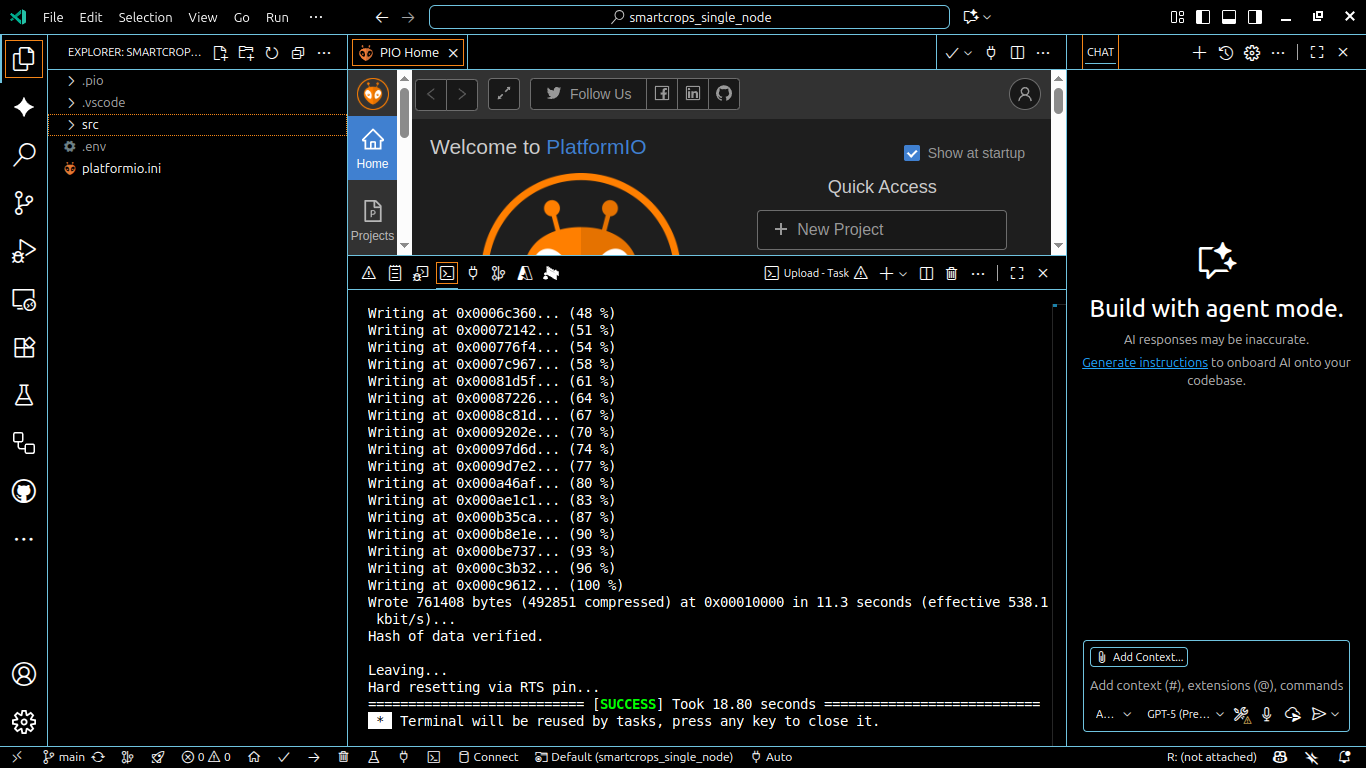 File Edit Selection View Go Run ···
smartcrops_single_node
EXPLORER: SMARTCROP...
.pio
.vscode
src
.env
platformio.ini
PIO Home
Follow Us
Home
Projects
Welcome to PlatformIO
Show at startup
Quick Access
New Project
Upload - Task
Writing at 0x0006c360... (48 %)
Writing at 0x00072142... (51 %)
Writing at 0x000776f4... (54 %)
Writing at 0x0007c967... (58 %)
Writing at 0x00081d5f... (61 %)
Writing at 0x00087226... (64 %)
Writing at 0x0008c81d... (67 %)
Writing at 0x0009202e... (70 %)
Writing at 0x00097d6d... (74 %)
Writing at 0x0009d7e2... (77 %)
Writing at 0x000a46af... (80 %)
Writing at 0x000ae1c1... (83 %)
Writing at 0x000b35ca... (87 %)
Writing at 0x000b8e1e... (90 %)
Writing at 0x000be737... (93 %)
Writing at 0x000c3b32... (96 %)
Writing at 0x000c9612... (100 %)
Wrote 761408 bytes (492851 compressed) at 0x00010000 in 11.3 seconds (effective 538.1
kbit/s)...
Hash of data verified.
Leaving...
Hard resetting via RTS pin...
=========================== [SUCCESS] Took 18.80 seconds ===========================
* Terminal will be reused by tasks, press any key to close it.
CHAT
Build with agent mode.
AI responses may be inaccurate.
Generate instructions to onboard AI onto your
codebase.
Add Context...
Add context (#), extensions (@), commands
A... GPT-5 (Pre...
main 0 0 Connect Default (smartcrops_single_node) Auto R: (not attached)